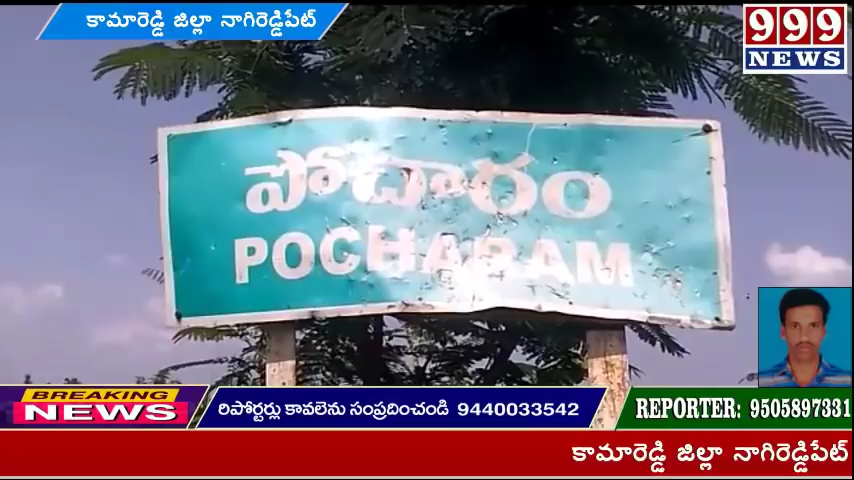 కామారెడ్డి జిల్లా నాగిరెడ్డిపేట్
999
NEWS
పోచారం
POCHARAM
BREAKING
NEWS
రిపోర్టర్లు కావలెను సంప్రదించండి 9440033542
REPORTER: 9505897331
కామారెడ్డి జిల్లా నాగిరెడ్డిపేట్